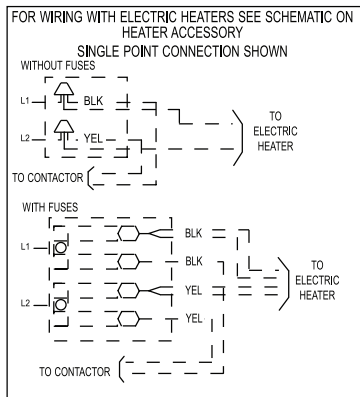 FOR WIRING WITH ELECTRIC HEATERS SEE SCHEMATIC ON
HEATER ACCESSORY
SINGLE POINT CONNECTION SHOWN
WITHOUT FUSES
L1
BLK
L2
YEL
TO
ELECTRIC
HEATER
TO CONTACTOR
WITH FUSES
L1
BLK
BLK
L2
YEL
YEL
TO
ELECTRIC
HEATER
TO CONTACTOR